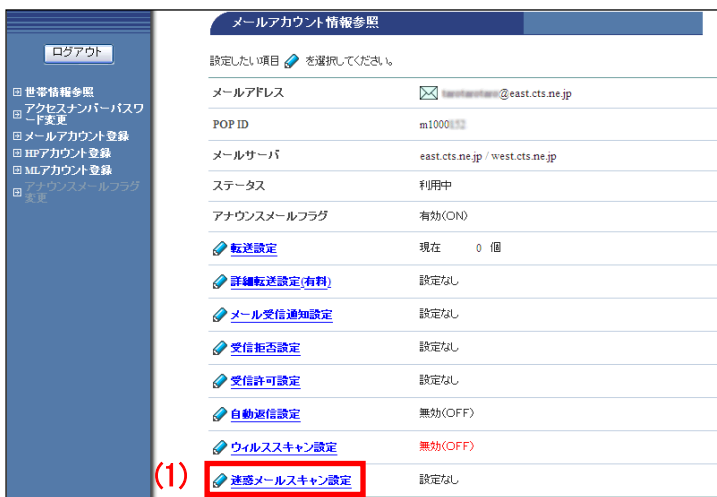 メールアカウント情報参照
ログアウト
設定したい項目 を選択してください。
世帯情報参照
アクセスナンバーパスワ
ード変更
メールアカウント登録
HPアカウント登録
MLアカウント登録
アナウンスメールフラグ
変更
メールアドレス @east.cts.ne.jp
POP ID m1000
メールサーバ east.cts.ne.jp / west.cts.ne.jp
ステータス 利用中
アナウンスメールフラグ 有効(ON)
転送設定 現在 0 個
詳細転送設定(有料) 設定なし
メール受信通知設定 設定なし
受信拒否設定 設定なし
受信許可設定 設定なし
自動返信設定 無効(OFF)
ウィルススキャン設定 無効(OFF)
(1) 迷惑メールスキャン設定 設定なし